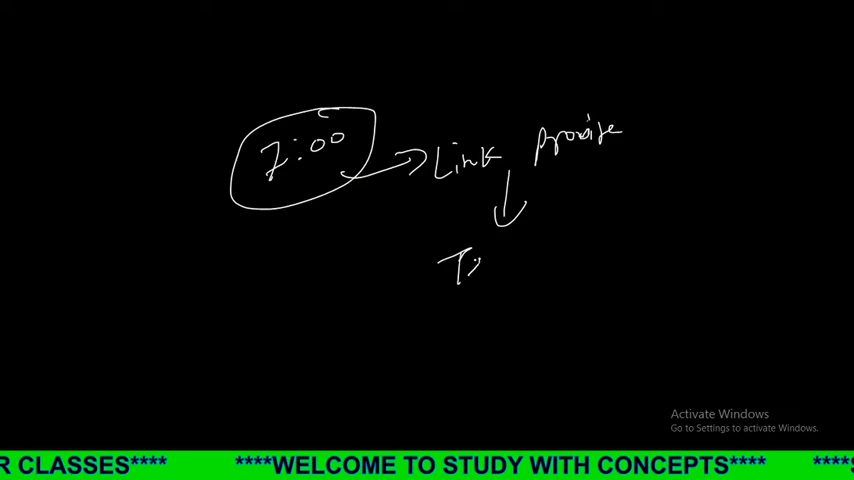 7:00 Link provide
Activate Windows
Go to Settings to activate Windows.
R CLASSES**** ****WELCOME TO STUDY WITH CONCEPTS**** ****S